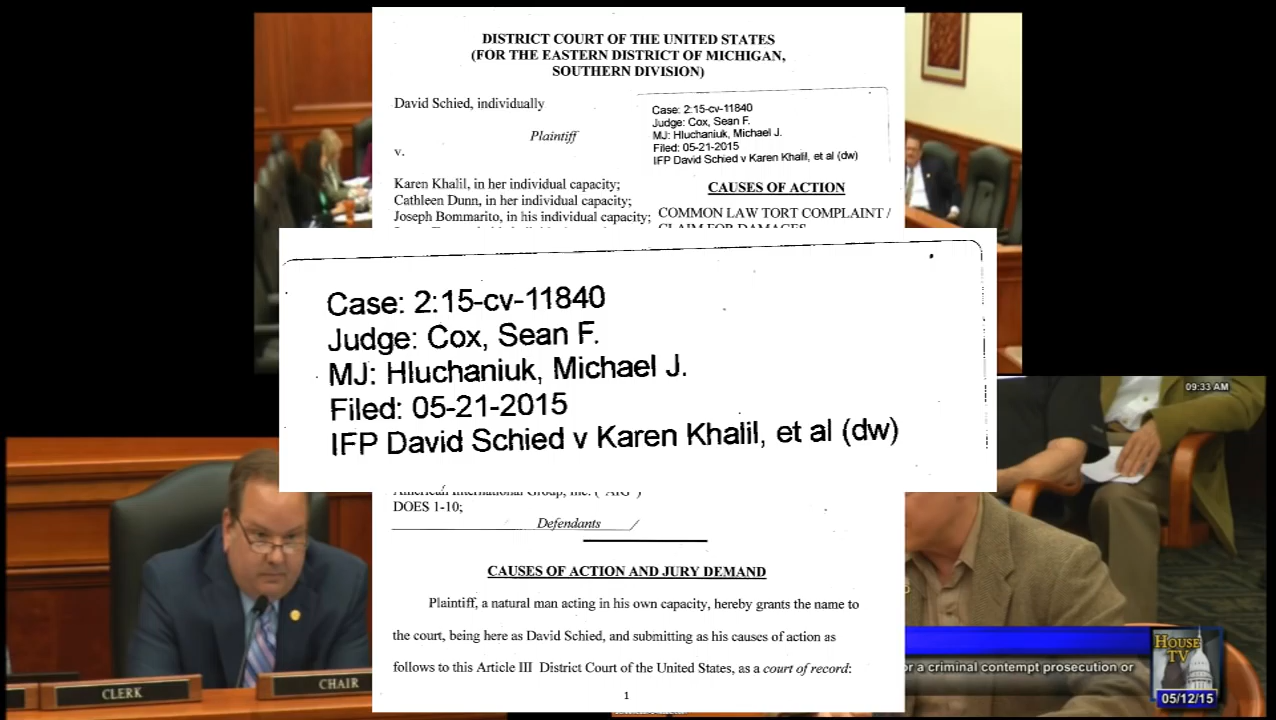 DISTRICT COURT OF THE UNITED STATES
(FOR THE EASTERN DISTRICT OF MICHIGAN,
SOUTHERN DIVISION)
David Schied, individually
Plaintiff
v.
Karen Khalil, in her individual capacity;
Cathleen Dunn, in her individual capacity;
Joseph Bommarito, in his individual capacity;
Case: 2:15-cv-11840
Judge: Cox, Sean F.
MJ: Hluchaniuk, Michael J.
Filed: 05-21-2015
IFP David Schied v Karen Khalil, et al (dw)
CAUSES OF ACTION
COMMON LAW TORT COMPLAINT /
CLAIM FOR DAMAGES
Case: 2:15-cv-11840
Judge: Cox, Sean F.
MJ: Hluchaniuk, Michael J.
Filed: 05-21-2015
IFP David Schied v Karen Khalil, et al (dw)
American International Group, Inc. ("AIG")
DOES 1-10;
Defendants /
CAUSES OF ACTION AND JURY DEMAND
Plaintiff, a natural man acting in his own capacity, hereby grants the name to
the court, being here as David Schied, and submitting as his causes of action as
follows to this Article III District Court of the United States, as a court of record:
1
CLERK
CHAIR
09:33 AM
or a criminal contempt prosecution or
HOUSE
TV
05/12/15